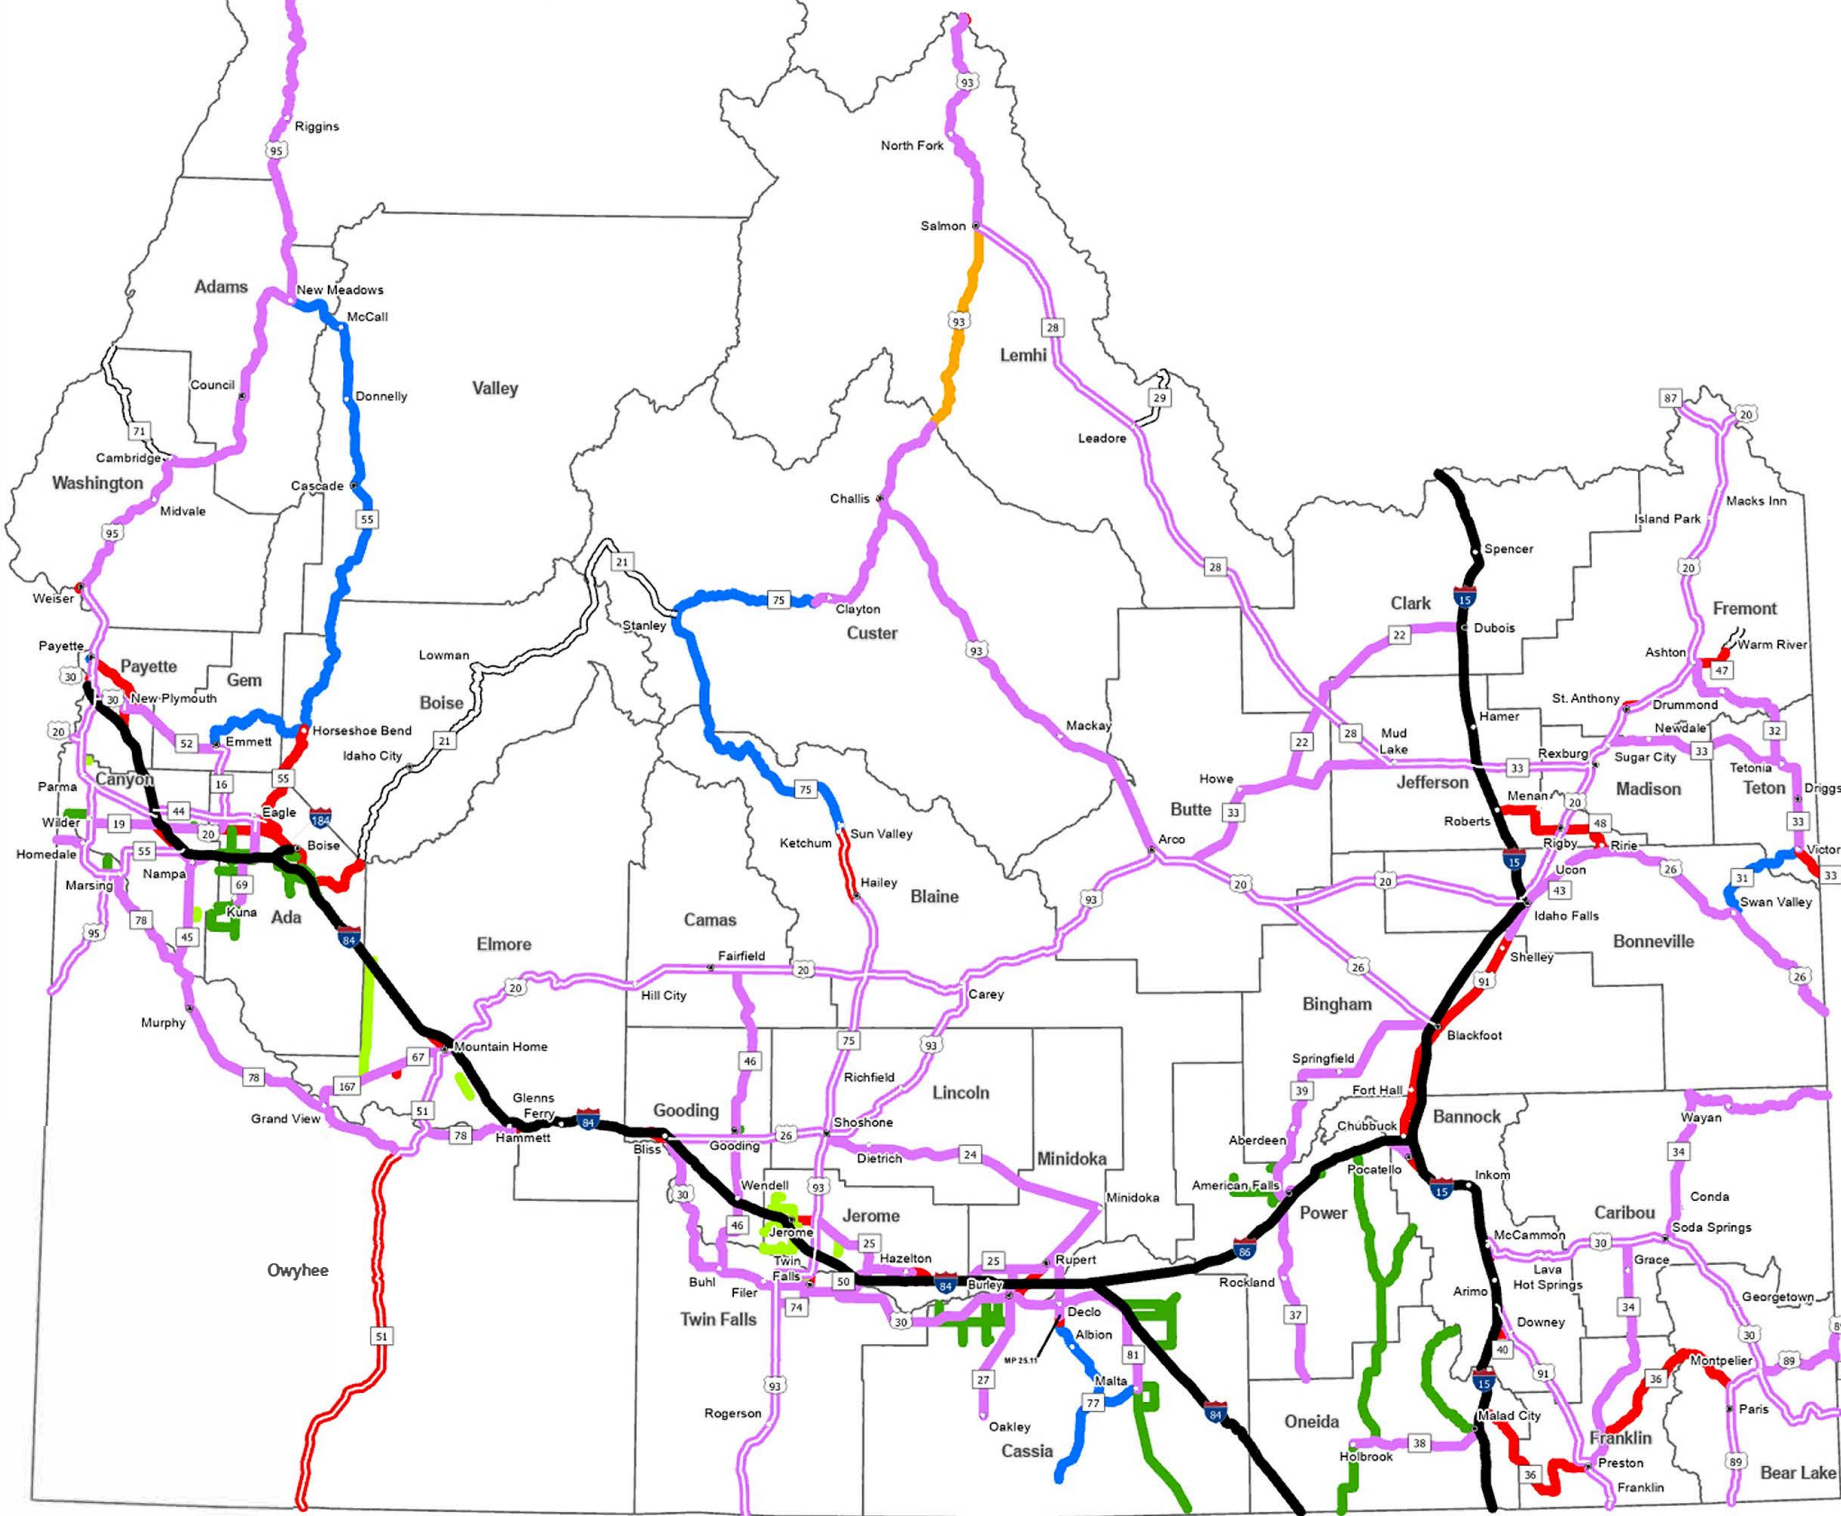 93
Riggins
95
North Fork
Salmon
Adams
New Meadows
McCall
93
28
Lemhi
Council
Valley
Donnelly
29
87
20
71
Leadore
Cambridge
Washington
Cascade
Midvale
Challis
Macks Inn
Island Park
55
95
Spencer
21
28
20
Weiser
75
Clayton
15
Clark
Fremont
Stanley
Custer
22
Dubois
Payette
Payette
Lowman
93
Ashton
Warm River
47
30
Gem
30
New Plymouth
Boise
St. Anthony
Drummond
20
52
Emmett
Horseshoe Bend
Mackay
Hamer
Newdale
32
22
28
Mud
Lake
21
Idaho City
Rexburg
33
Sugar City
33
Tetonia
Canyon
16
55
Howe
Jefferson
Madison
Teton
Driggs
Parma
75
Butte
Menan
20
44
Eagle
184
33
Roberts
48
33
Wilder
19
20
Sun Valley
Arco
Rigby
Ririe
Victor
Homedale
55
Boise
Ketchum
15
Ucon
26
33
Marsing
Nampa
69
Hailey
20
20
43
31
78
Kuna
Ada
Blaine
93
Idaho Falls
Swan Valley
95
45
84
Camas
Elmore
Bonneville
Fairfield
20
26
Shelley
26
20
Hill City
Carey
91
Murphy
Bingham
Blackfoot
67
Mountain Home
46
75
93
Springfield
78
167
Richfield
Lincoln
39
Fort Hall
Grand View
51
Glenns
Ferry
84
Gooding
Shoshone
Chubbuck
Bannock
Wayan
78
Hammett
Bliss
Gooding
26
Dietrich
24
Minidoka
Aberdeen
34
Pocatello
American Falls
15
Inkom
Wendell
93
Minidoka
Conda
30
46
Jerome
Power
Caribou
Soda Springs
Jerome
25
86
McCammon
30
Owyhee
Twin
Falls
Hazelton
25
Rupert
Lava
Hot Springs
Grace
Buhl
50
84
Burley
Rockland
Filer
74
Arimo
Georgetown
Twin Falls
30
Declo
37
34
51
Albion
Downey
30
8
MP 25.11
81
40
Montpelier
89
93
27
Malta
15
91
36
77
Rogerson
Oakley
84
Malad City
Paris
Cassia
Oneida
38
Franklin
Holbrook
Preston
89
36
Franklin
Bear Lake